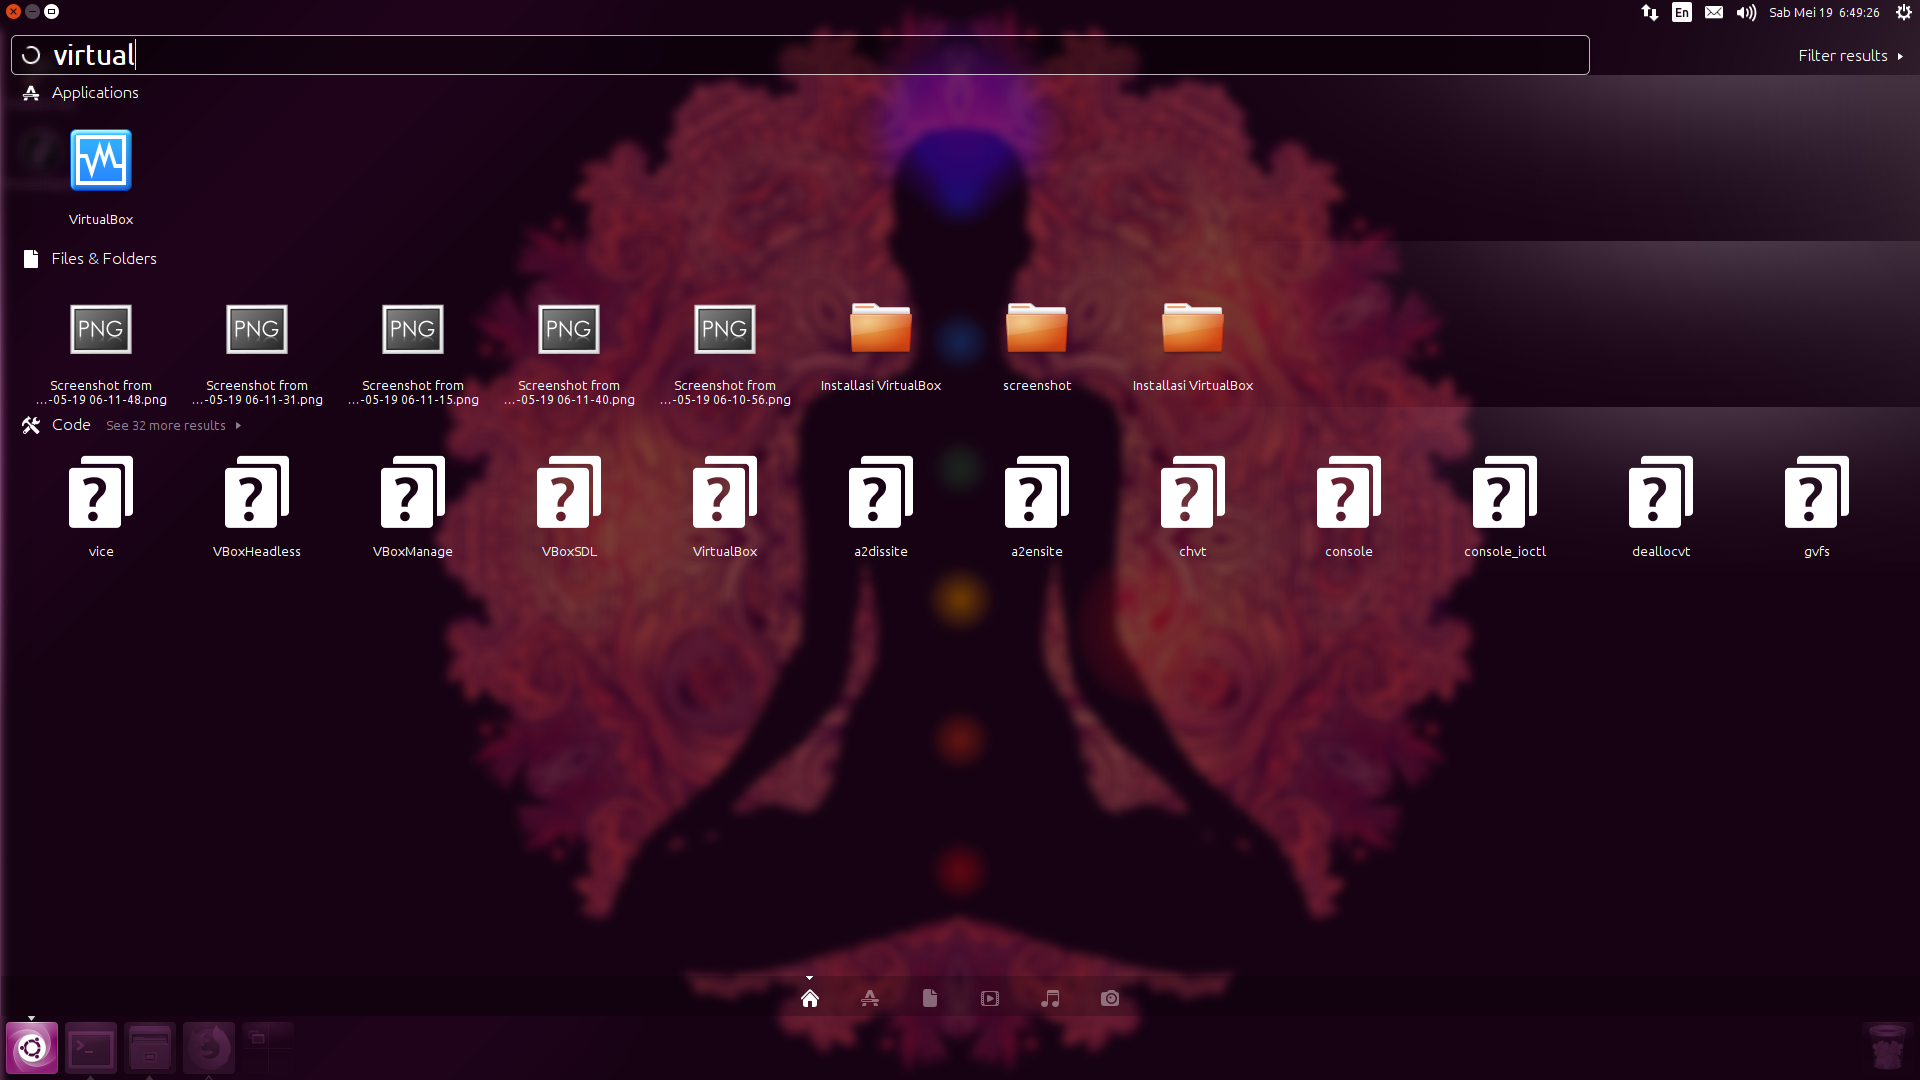 En
Sab Mei 19 6:49:26
virtual
Filter results
Applications
VirtualBox
Files & Folders
PNG
PNG
PNG
PNG
PNG
Screenshot from
...-05-19 06-11-48.png
Screenshot from
...-05-19 06-11-31.png
Screenshot from
...-05-19 06-11-15.png
Screenshot from
...-05-19 06-11-40.png
Screenshot from
...-05-19 06-10-56.png
Installasi VirtualBox
screenshot
Installasi VirtualBox
Code See 32 more results
? ? ? ? ? ? ? ? ? ? ? ?
vice
VBoxHeadless
VBoxManage
VBoxSDL
VirtualBox
a2dissite
a2ensite
chvt
console
console_ioctl
deallocvt
gvfs